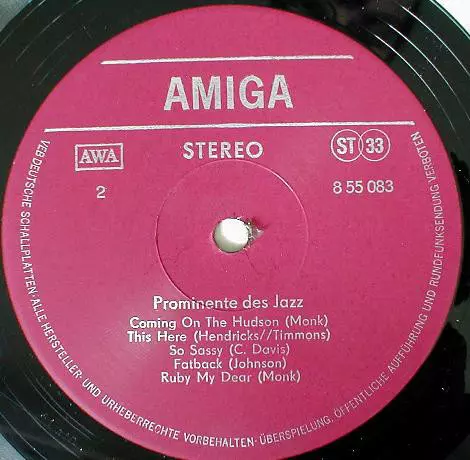 AMIGA
AWA
STEREO
ST 33
2
8 55 083
Prominente des Jazz
Coming On The Hudson (Monk)
This Here (Hendricks//Timmons)
So Sassy (C. Davis)
Fatback (Johnson)
Ruby My Dear (Monk)
VEB DEUTSCHE SCHALLPLATTEN · ALLE HERSTELLER- UND URHEBERRECHTE VORBEHALTEN · ÜBERSPIELUNG, ÖFFENTLICHE AUFFÜHRUNG UND RUNDFUNKSENDUNG VERBOTEN